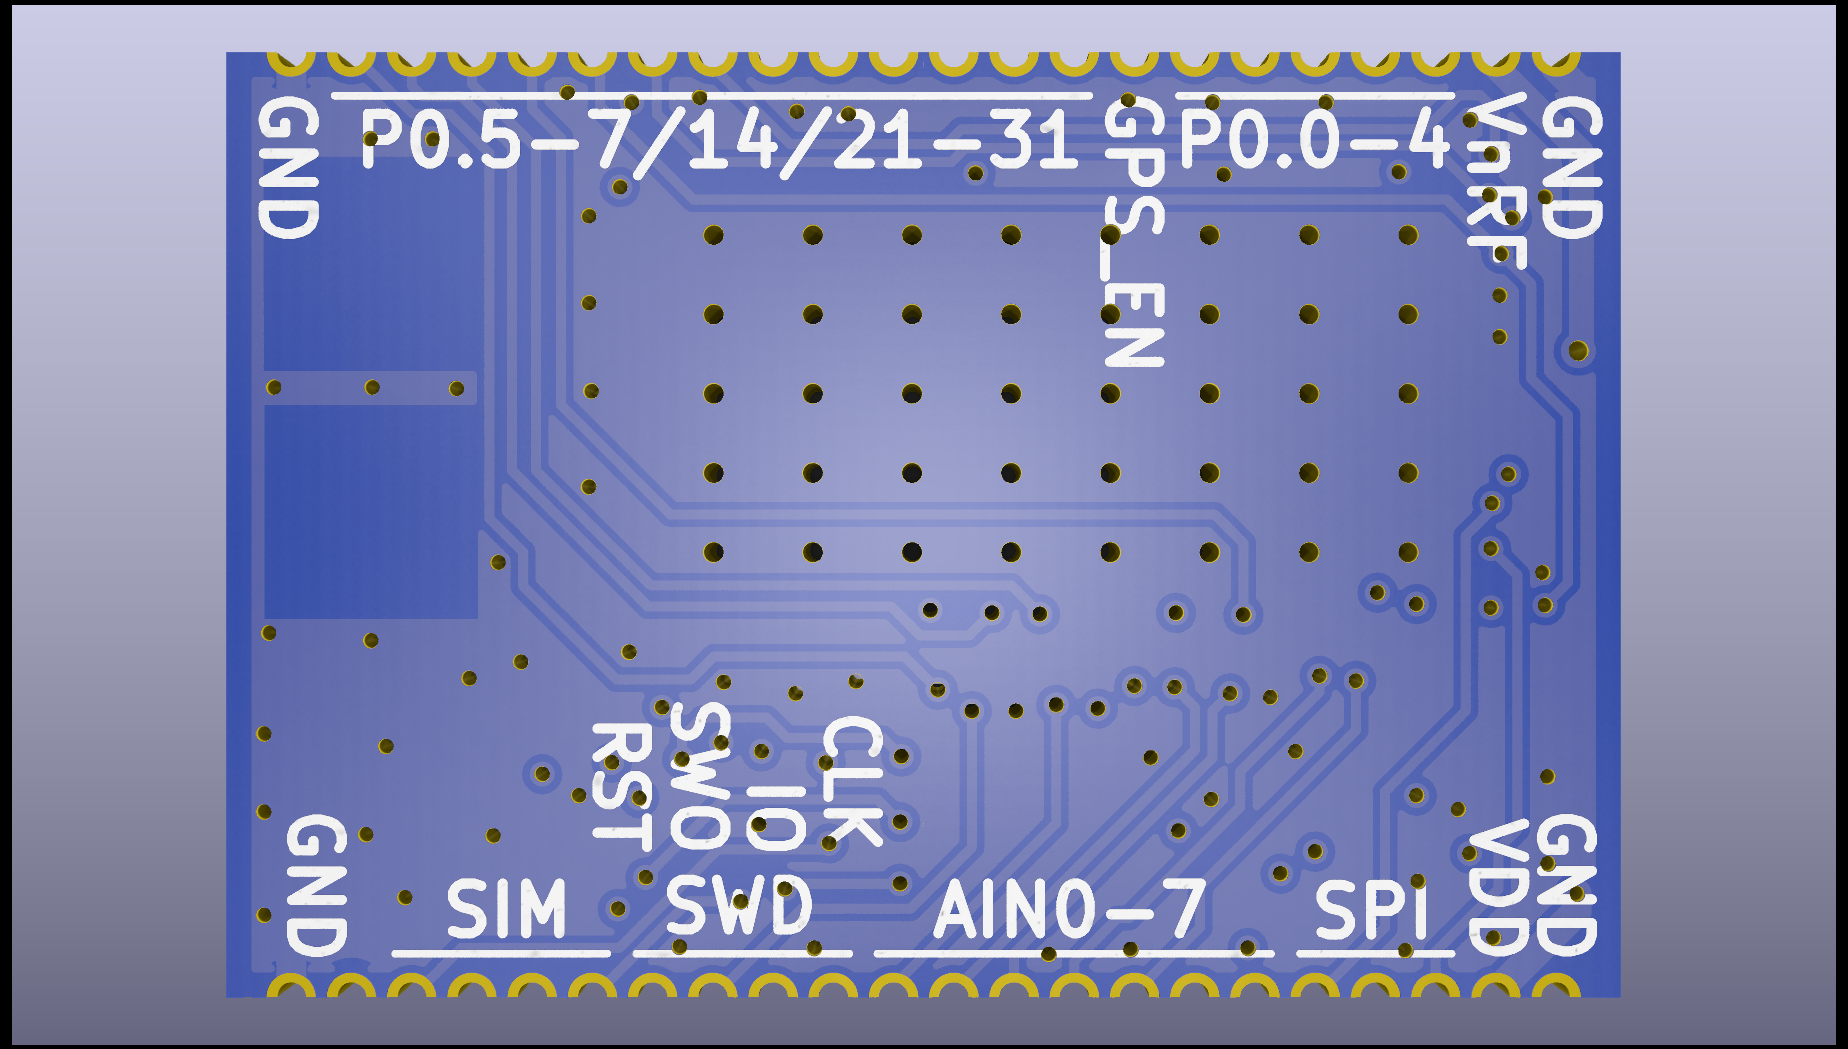 GND
P0.5-7/14/21-31
GPS_EN
P0.0-4
VnRF
GND
RST
SWO
IO
CLK
GND
SIM
SWD
AIN0-7
SPI
VDD
GND